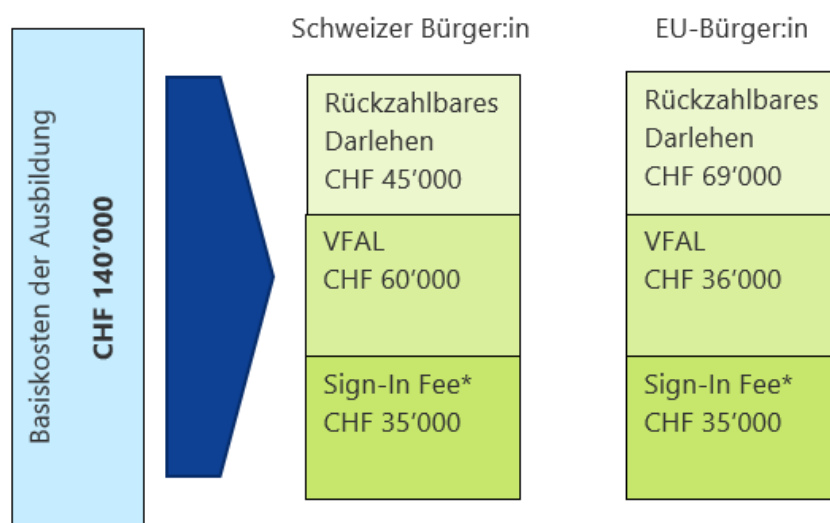 Basiskosten der Ausbildung
CHF 140’000
Schweizer Bürger:in
Rückzahlbares
Darlehen
CHF 45’000
VFAL
CHF 60’000
Sign-In Fee*
CHF 35’000
EU-Bürger:in
Rückzahlbares
Darlehen
CHF 69’000
VFAL
CHF 36’000
Sign-In Fee*
CHF 35’000